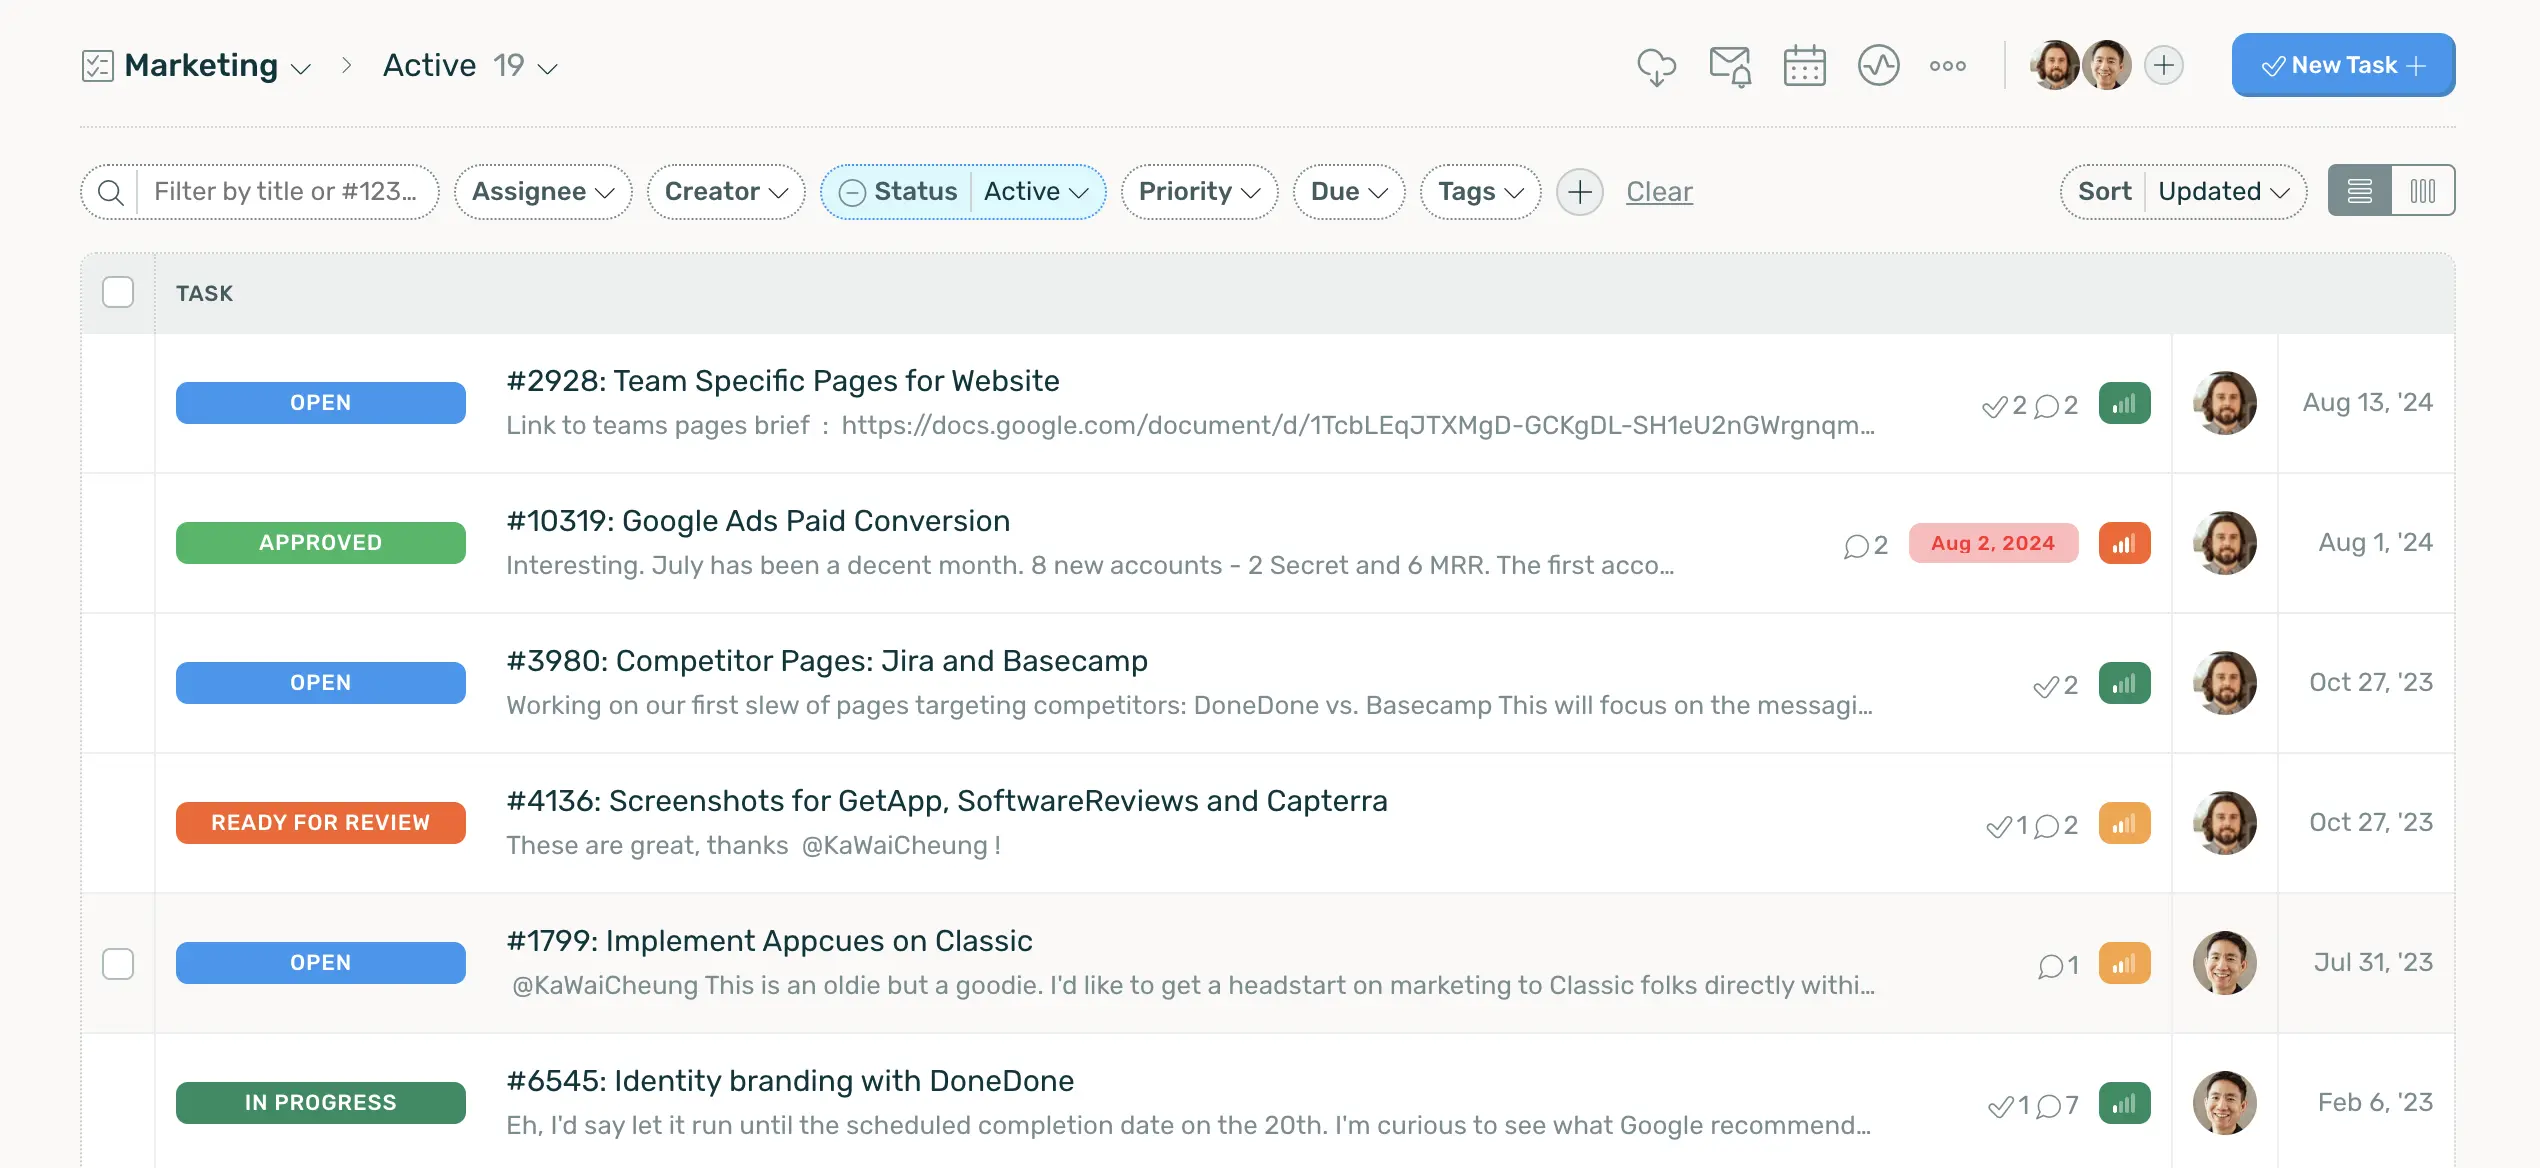 Marketing Active 19 New Task
Filter by title or #123... Assignee Creator Status Active Priority Due Tags Clear Sort Updated
TASK
OPEN #2928: Team Specific Pages for Website 2 2 Aug 13, '24
Link to teams pages brief : https://docs.google.com/document/d/1TcbLEqJTXMgD-GCKgDL-SH1eU2nGWrgnqm...
APPROVED #10319: Google Ads Paid Conversion 2 Aug 2, 2024 Aug 1, '24
Interesting. July has been a decent month. 8 new accounts - 2 Secret and 6 MRR. The first acco...
OPEN #3980: Competitor Pages: Jira and Basecamp 2 Oct 27, '23
Working on our first slew of pages targeting competitors: DoneDone vs. Basecamp This will focus on the messagi...
READY FOR REVIEW #4136: Screenshots for GetApp, SoftwareReviews and Capterra 1 2 Oct 27, '23
These are great, thanks @KaWaiCheung !
OPEN #1799: Implement Appcues on Classic 1 Jul 31, '23
@KaWaiCheung This is an oldie but a goodie. I'd like to get a headstart on marketing to Classic folks directly withi...
IN PROGRESS #6545: Identity branding with DoneDone 1 7 Feb 6, '23
Eh, I'd say let it run until the scheduled completion date on the 20th. I'm curious to see what Google recommend...